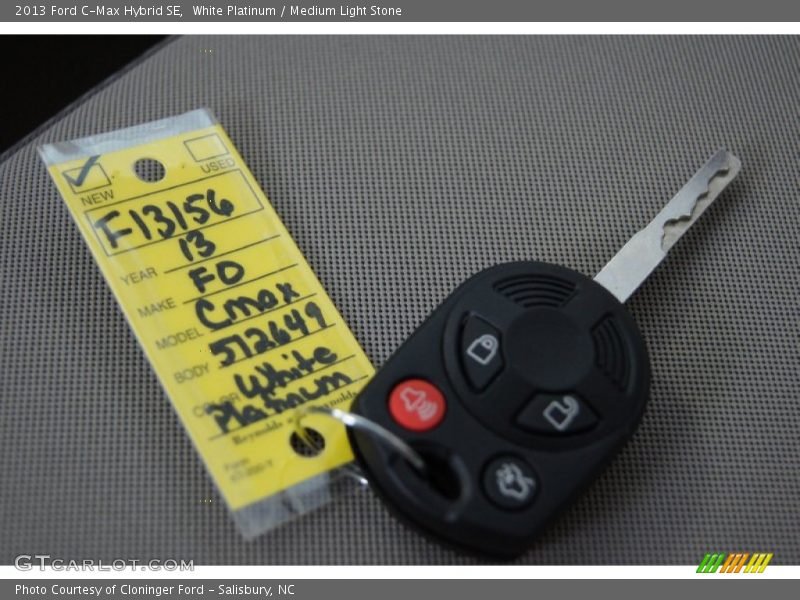 2013 Ford C-Max Hybrid SE,  White Platinum / Medium Light Stone
NEW
USED
F13156
YEAR 13
MAKE FO
MODEL Cmax
BODY 512649
COLOR White
Platinum
GTCARLOT.COM
Photo Courtesy of Cloninger Ford - Salisbury, NC